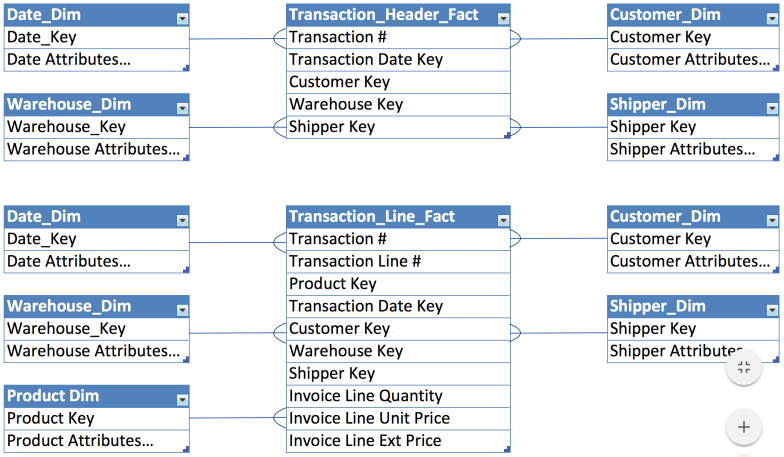 Date_Dim
Date_Key
Date Attributes...
Warehouse_Dim
Warehouse_Key
Warehouse Attributes...
Transaction_Header_Fact
Transaction #
Transaction Date Key
Customer Key
Warehouse Key
Shipper Key
Customer_Dim
Customer Key
Customer Attributes...
Shipper_Dim
Shipper Key
Shipper Attributes...
Date_Dim
Date_Key
Date Attributes...
Warehouse_Dim
Warehouse_Key
Warehouse Attributes...
Product Dim
Product Key
Product Attributes...
Transaction_Line_Fact
Transaction #
Transaction Line #
Product Key
Transaction Date Key
Customer Key
Warehouse Key
Shipper Key
Invoice Line Quantity
Invoice Line Unit Price
Invoice Line Ext Price
Customer_Dim
Customer Key
Customer Attributes...
Shipper_Dim
Shipper Key
Shipper Attributes